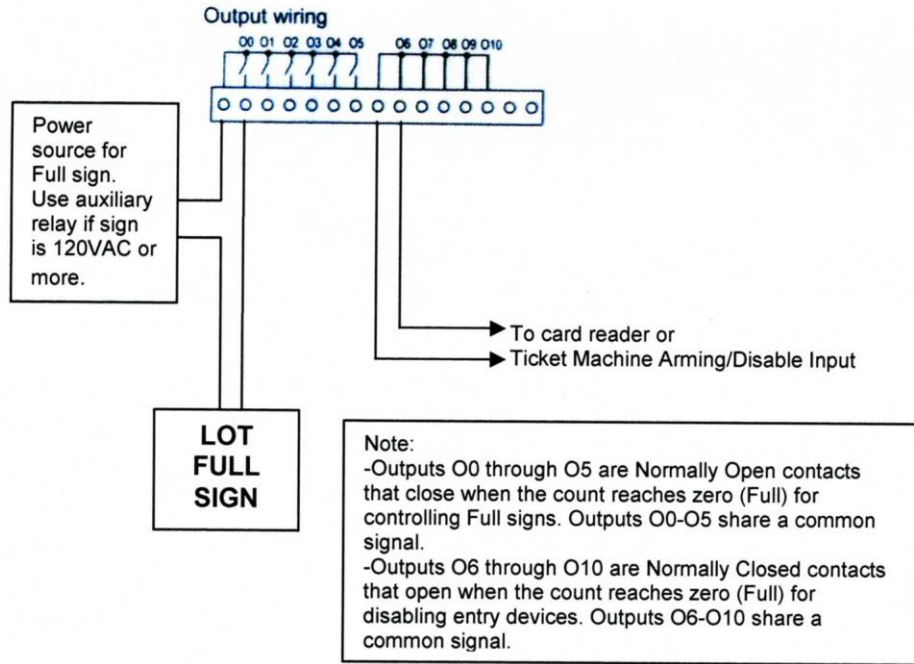 Output wiring
O0 O1 O2 O3 O4 O5 O6 O7 O8 O9 O10
Power
source for
Full sign.
Use auxiliary
relay if sign
is 120VAC or
more.
To card reader or
Ticket Machine Arming/Disable Input
LOT
FULL
SIGN
Note:
-Outputs O0 through O5 are Normally Open contacts
that close when the count reaches zero (Full) for
controlling Full signs. Outputs O0-O5 share a common
signal.
-Outputs O6 through O10 are Normally Closed contacts
that open when the count reaches zero (Full) for
disabling entry devices. Outputs O6-O10 share a
common signal.